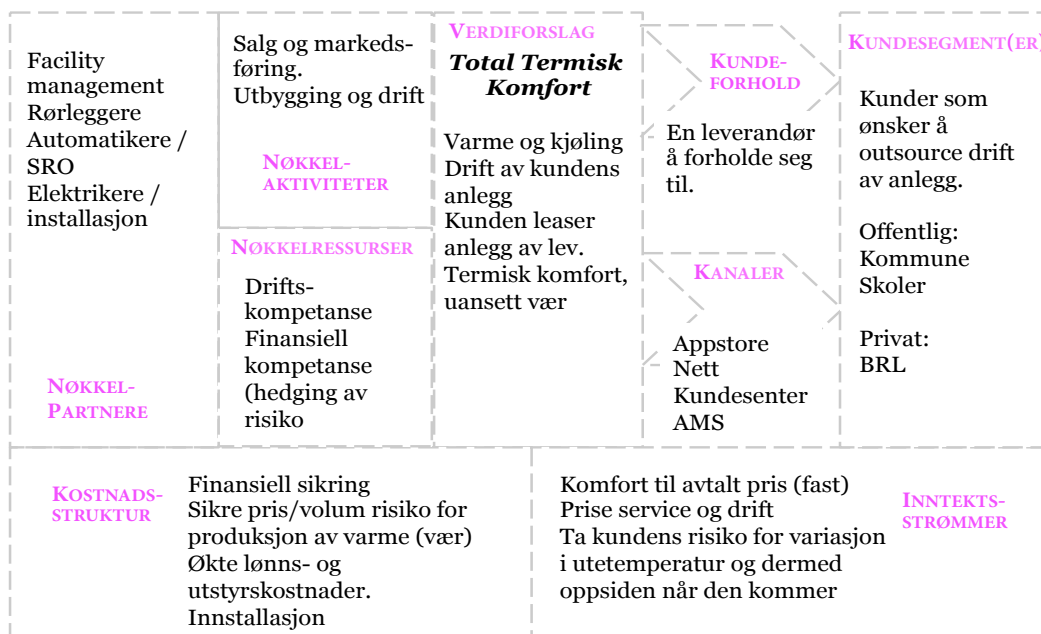 Facility
management
Rørleggere
Automatikere /
SRO
Elektrikere /
installasjon
NØKKEL-
PARTNERE
Salg og markeds-
føring.
Utbygging og drift
NØKKEL-
AKTIVITETER
NØKKELRESSURSER
Drifts-
kompetanse
Finansiell
kompetanse
(hedging av
risiko
VERDIFORSLAG
Total Termisk
Komfort
Varme og kjøling
Drift av kundens
anlegg
Kunden leaser
anlegg av lev.
Termisk komfort,
uansett vær
KUNDE-
FORHOLD
En leverandør
å forholde seg
til.
KANALER
Appstore
Nett
Kundesenter
AMS
KUNDESEGMENT(ER)
Kunder som
ønsker å
outsource drift
av anlegg.
Offentlig:
Kommune
Skoler
Privat:
BRL
KOSTNADS-
STRUKTUR
Finansiell sikring
Sikre pris/volum risiko for
produksjon av varme (vær)
Økte lønns- og
utstyrskostnader.
Innstallasjon
Komfort til avtalt pris (fast)
Prise service og drift
Ta kundens risiko for variasjon
i utetemperatur og dermed
oppsiden når den kommer
INNTEKTS-
STRØMMER